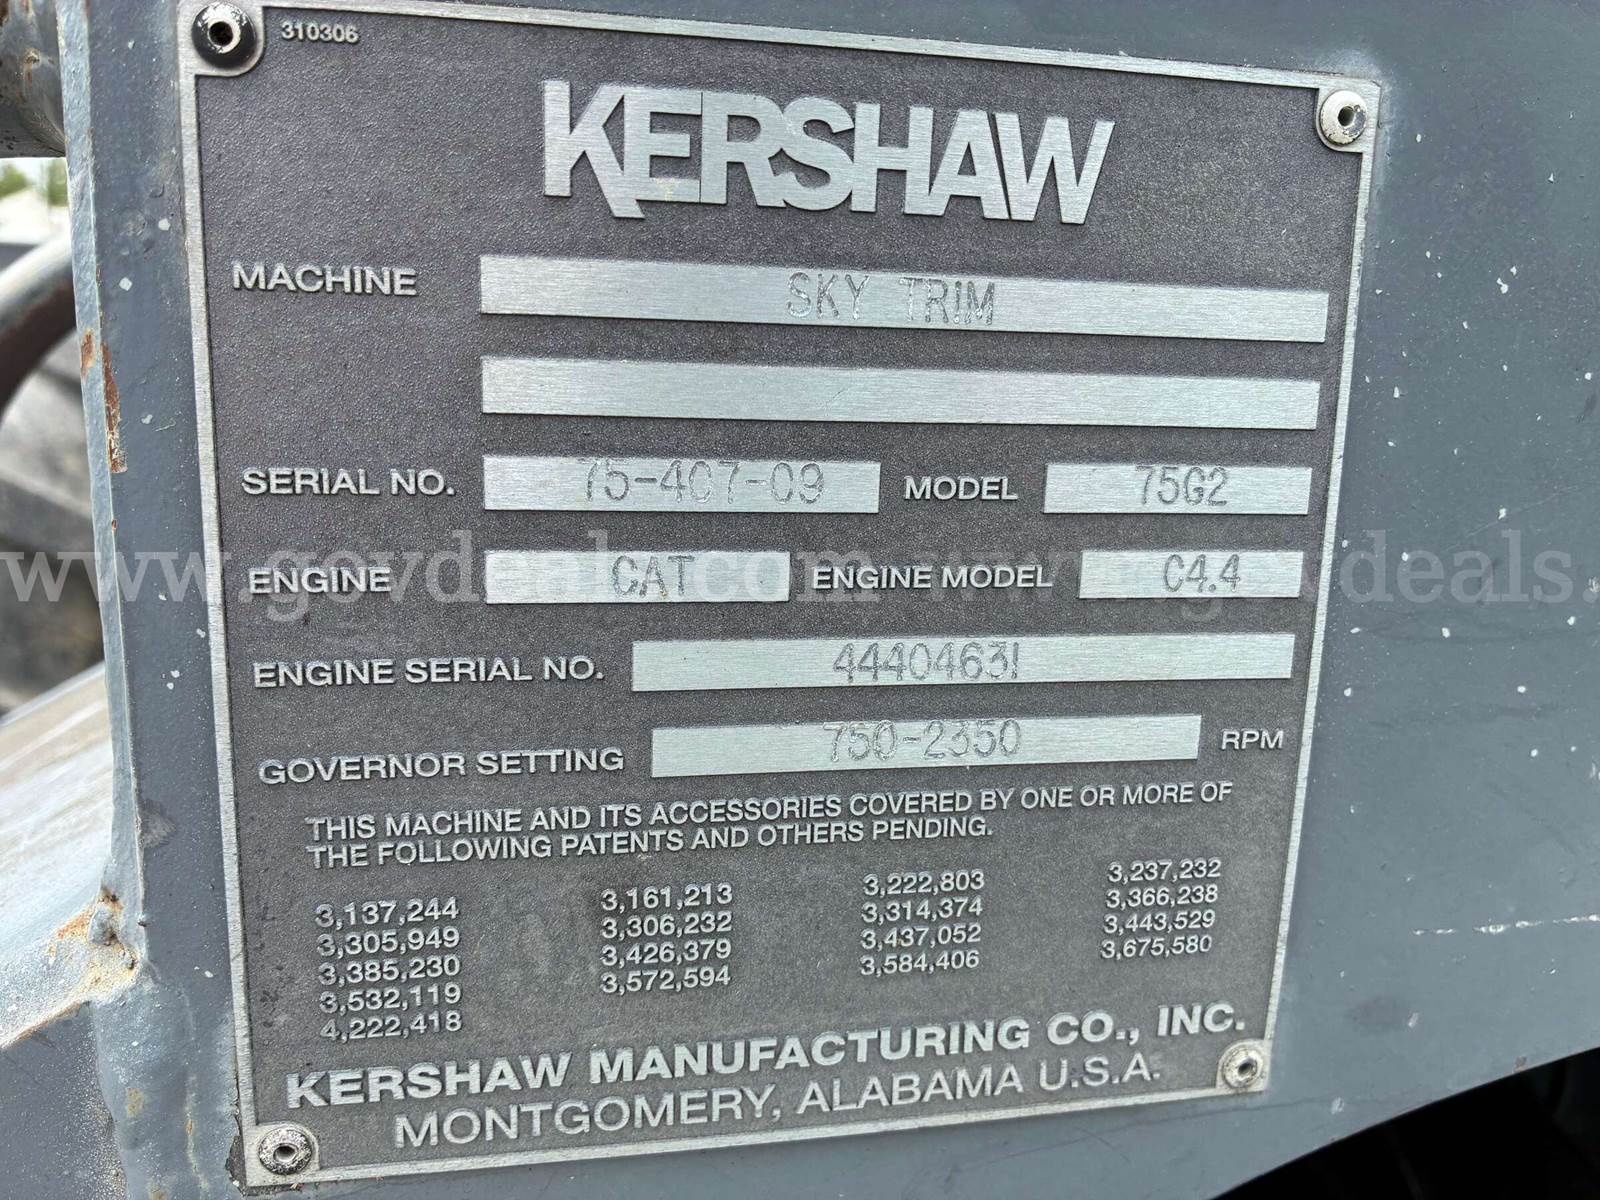 310306
KERSHAW
MACHINE SKY TRIM
SERIAL NO. 75-407-09 MODEL 75G2
ENGINE CAT ENGINE MODEL C4.4
ENGINE SERIAL NO. 44404631
GOVERNOR SETTING 750-2350 RPM
THIS MACHINE AND ITS ACCESSORIES COVERED BY ONE OR MORE OF
THE FOLLOWING PATENTS AND OTHERS PENDING.
3,137,244 3,161,213 3,222,803 3,237,232
3,305,949 3,306,232 3,314,374 3,366,238
3,385,230 3,426,379 3,437,052 3,443,529
3,532,119 3,572,594 3,584,406 3,675,580
4,222,418
KERSHAW MANUFACTURING CO., INC.
MONTGOMERY, ALABAMA U.S.A.
www.govdeals.com www.govdeals.